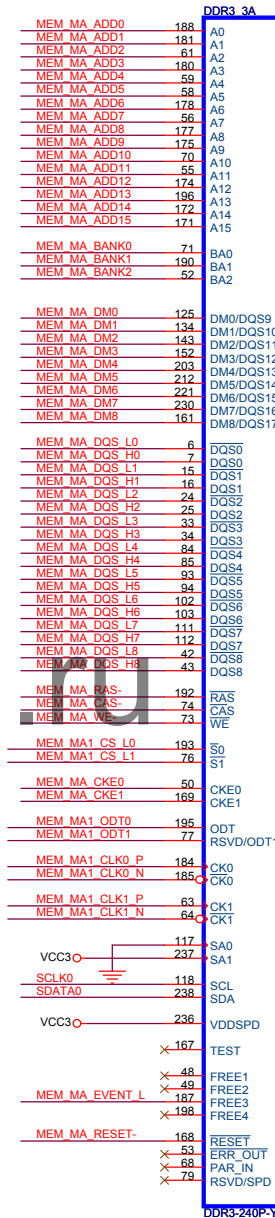 DDR3_3A
MEM_MA_ADD0 188 A0
MEM_MA_ADD1 181 A1
MEM_MA_ADD2 61 A2
MEM_MA_ADD3 180 A3
MEM_MA_ADD4 59 A4
MEM_MA_ADD5 58 A5
MEM_MA_ADD6 178 A6
MEM_MA_ADD7 56 A7
MEM_MA_ADD8 177 A8
MEM_MA_ADD9 175 A9
MEM_MA_ADD10 70 A10
MEM_MA_ADD11 55 A11
MEM_MA_ADD12 174 A12
MEM_MA_ADD13 196 A13
MEM_MA_ADD14 172 A14
MEM_MA_ADD15 171 A15
MEM_MA_BANK0 71 BA0
MEM_MA_BANK1 190 BA1
MEM_MA_BANK2 52 BA2
MEM_MA_DM0 125 DM0/DQS9
MEM_MA_DM1 134 DM1/DQS10
MEM_MA_DM2 143 DM2/DQS11
MEM_MA_DM3 152 DM3/DQS12
MEM_MA_DM4 203 DM4/DQS13
MEM_MA_DM5 212 DM5/DQS14
MEM_MA_DM6 221 DM6/DQS15
MEM_MA_DM7 230 DM7/DQS16
MEM_MA_DM8 161 DM8/DQS17
MEM_MA_DQS_L0 6 DQS0
MEM_MA_DQS_H0 7 DQS0
MEM_MA_DQS_L1 15 DQS1
MEM_MA_DQS_H1 16 DQS1
MEM_MA_DQS_L2 24 DQS2
MEM_MA_DQS_H2 25 DQS2
MEM_MA_DQS_L3 33 DQS3
MEM_MA_DQS_H3 34 DQS3
MEM_MA_DQS_L4 84 DQS4
MEM_MA_DQS_H4 85 DQS4
MEM_MA_DQS_L5 93 DQS5
MEM_MA_DQS_H5 94 DQS5
MEM_MA_DQS_L6 102 DQS6
MEM_MA_DQS_H6 103 DQS6
MEM_MA_DQS_L7 111 DQS7
MEM_MA_DQS_H7 112 DQS7
MEM_MA_DQS_L8 42 DQS8
MEM_MA_DQS_H8 43 DQS8
.ru
MEM_MA_RAS- 192 RAS
MEM_MA_CAS- 74 CAS
MEM_MA_WE- 73 WE
MEM_MA1_CS_L0 193 S0
MEM_MA1_CS_L1 76 S1
MEM_MA_CKE0 50 CKE0
MEM_MA_CKE1 169 CKE1
MEM_MA1_ODT0 195 ODT
MEM_MA1_ODT1 77 RSVD/ODT1
MEM_MA1_CLK0_P 184 CK0
MEM_MA1_CLK0_N 185 CK0
MEM_MA1_CLK1_P 63 CK1
MEM_MA1_CLK1_N 64 CK1
117 SA0
VCC3 237 SA1
SCLK0 118 SCL
SDATA0 238 SDA
VCC3 236 VDDSPD
167 TEST
48 FREE1
49 FREE2
MEM_MA_EVENT_L 187 FREE3
198 FREE4
MEM_MA_RESET- 168 RESET
53 ERR_OUT
68 PAR_IN
79 RSVD/SPD
DDR3-240P-Y